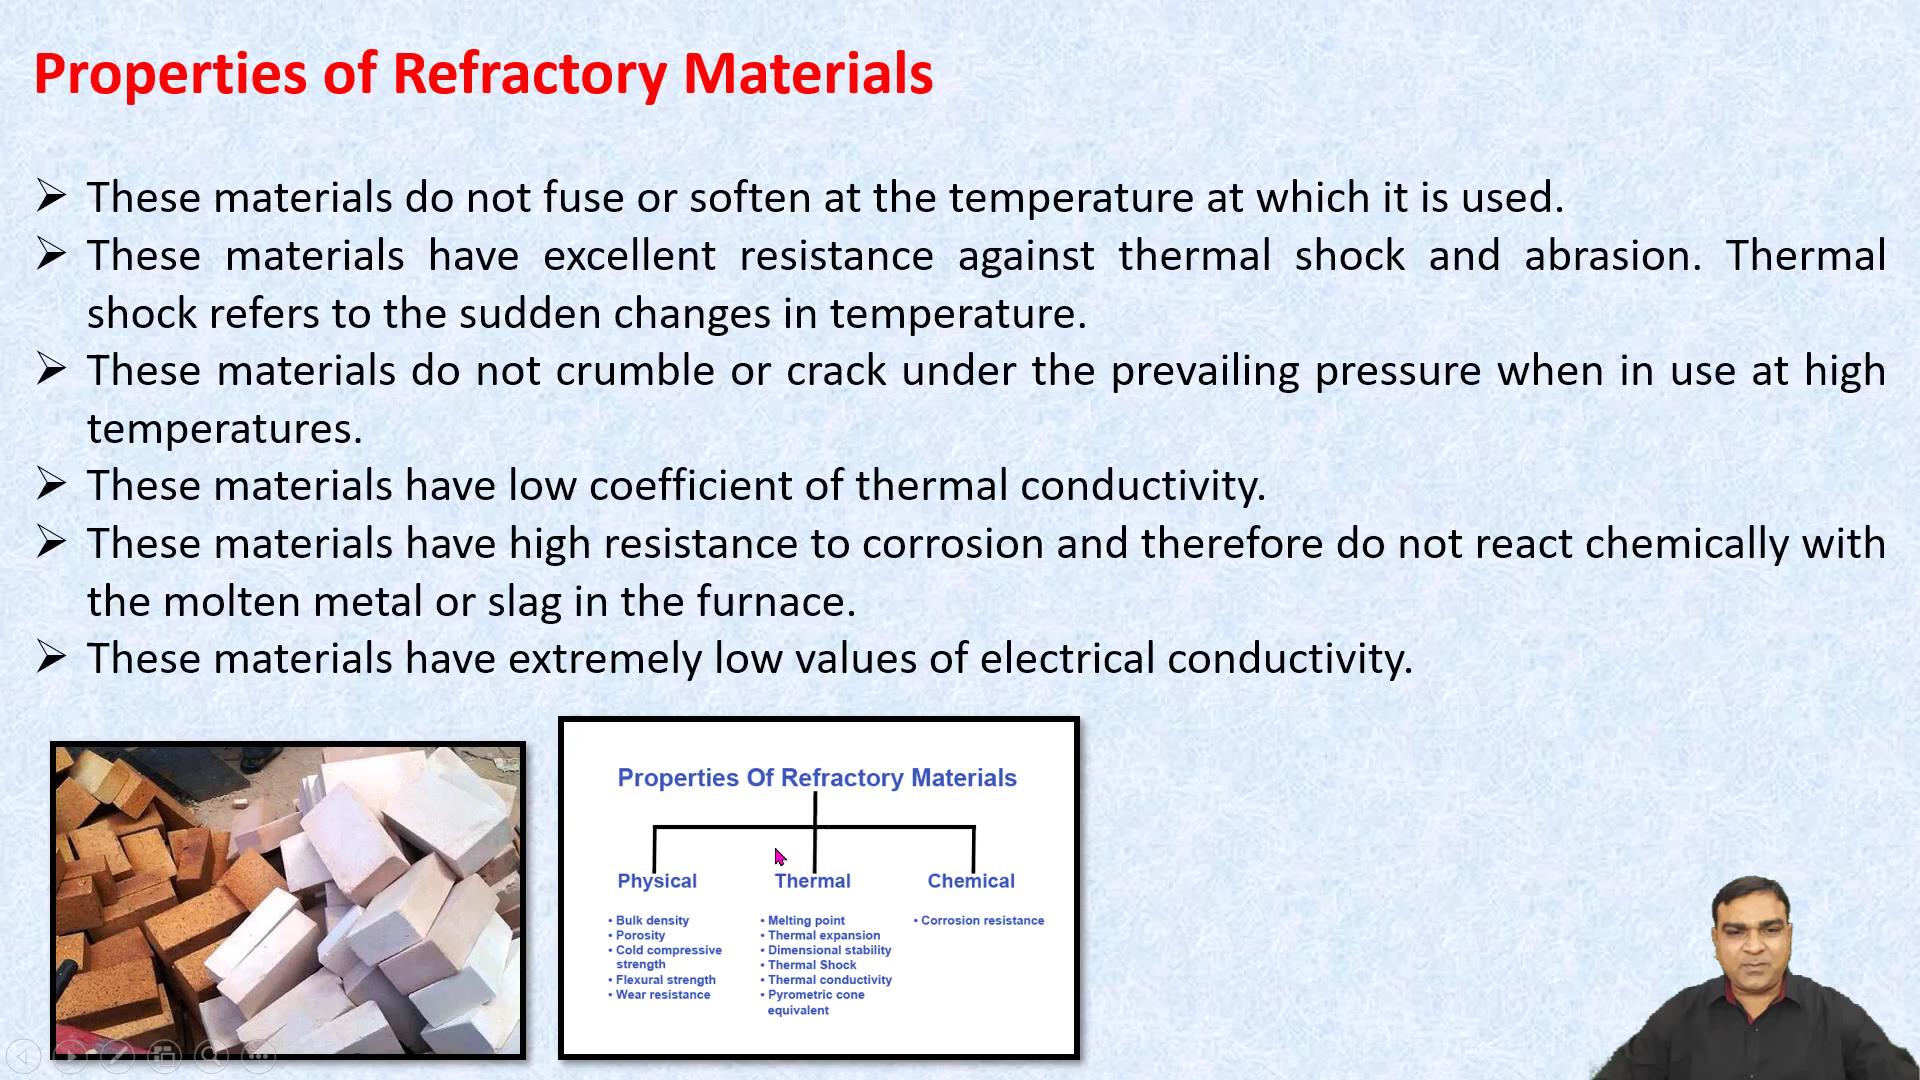 Properties of Refractory Materials
➢ These materials do not fuse or soften at the temperature at which it is used.
➢ These materials have excellent resistance against thermal shock and abrasion. Thermal
shock refers to the sudden changes in temperature.
➢ These materials do not crumble or crack under the prevailing pressure when in use at high
temperatures.
➢ These materials have low coefficient of thermal conductivity.
➢ These materials have high resistance to corrosion and therefore do not react chemically with
the molten metal or slag in the furnace.
➢ These materials have extremely low values of electrical conductivity.
Properties Of Refractory Materials
Physical
• Bulk density
• Porosity
• Cold compressive
strength
• Flexural strength
• Wear resistance
Thermal
• Melting point
• Thermal expansion
• Dimensional stability
• Thermal Shock
• Thermal conductivity
• Pyrometric cone
equivalent
Chemical
• Corrosion resistance